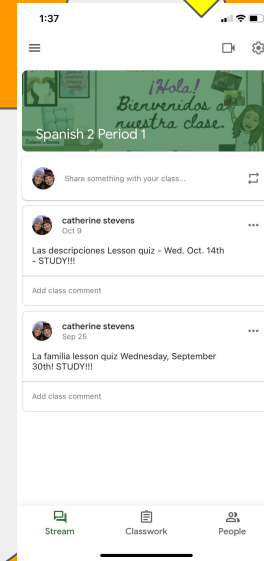 1:37
¡Hola!
Bienvenidos a
nuestra clase.
Spanish 2 Period 1
Share something with your class...
catherine stevens
Oct 9
Las descripciones Lesson quiz - Wed. Oct. 14th
- STUDY!!!
Add class comment
catherine stevens
Sep 25
La familia lesson quiz Wednesday, September
30th! STUDY!!!
Add class comment
Stream
Classwork
People